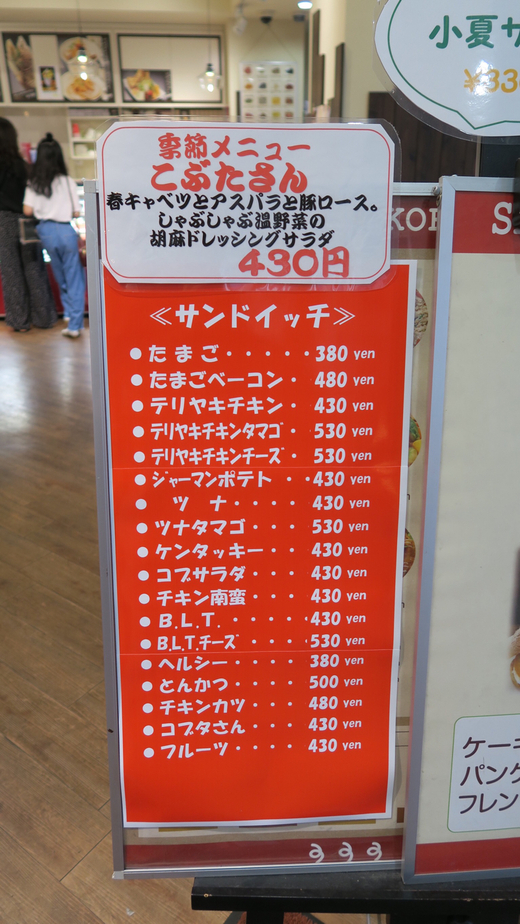 小夏サ
¥33
季節メニュー
こぶたさん
春キャベツとアスパラと豚ロース。
しゃぶしゃぶ温野菜の
胡麻ドレッシングサラダ
430円
≪サンドイッチ≫
●たまご・・・・・380 yen
●たまごベーコン・480 yen
●テリヤキチキン・430 yen
●テリヤキチキンタマゴ・530 yen
●テリヤキチキンチーズ・530 yen
●ジャーマンポテト・・430 yen
●ツナ・・・・430 yen
●ツナタマゴ・・・530 yen
●ケンタッキー・・430 yen
●コブサラダ・・・430 yen
●チキン南蛮・・・430 yen
●B.L.T.・・・・・430 yen
●B.L.T.チーズ・・・530 yen
●ヘルシー・・・・380 yen
●とんかつ・・・・500 yen
●チキンカツ・・・480 yen
●コブタさん・・・430 yen
●フルーツ・・・・430 yen
KO
S
ケーキ
パンケ
フレン